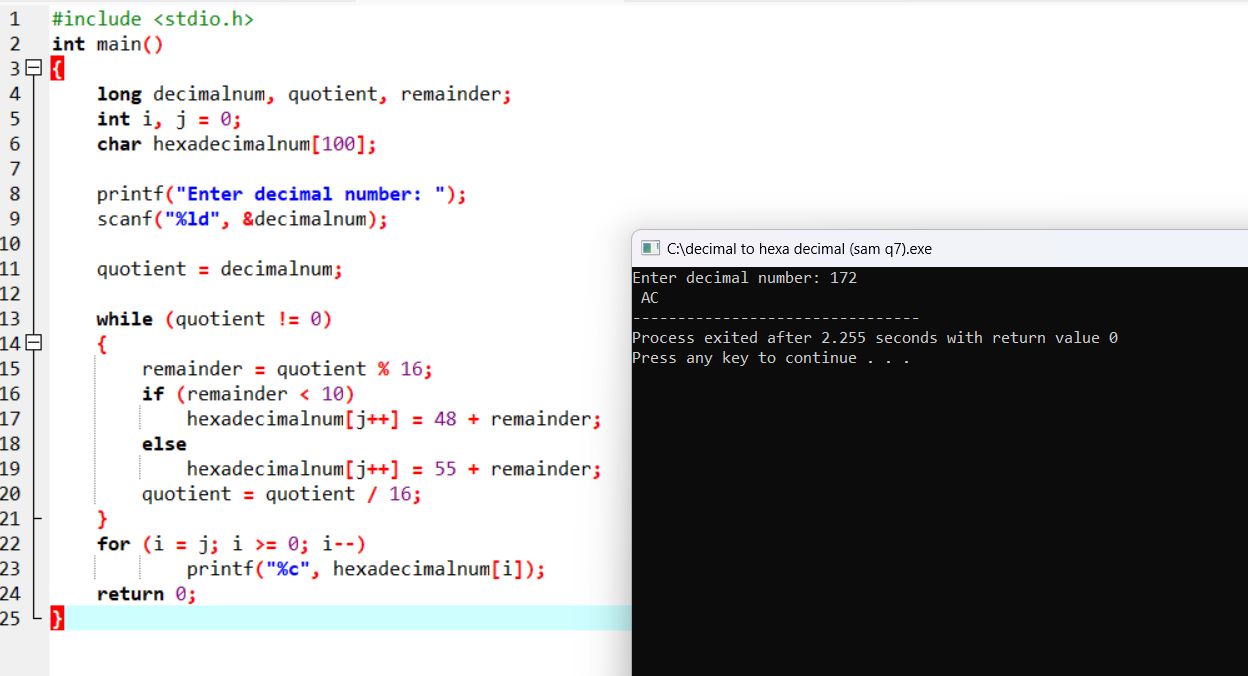 1 #include <stdio.h>
2 int main()
3 {
4 long decimalnum, quotient, remainder;
5 int i, j = 0;
6 char hexadecimalnum[100];
7
8 printf("Enter decimal number: ");
9 scanf("%ld", &decimalnum);
10
11 quotient = decimalnum;
12
13 while (quotient != 0)
14 {
15 remainder = quotient % 16;
16 if (remainder < 10)
17 hexadecimalnum[j++] = 48 + remainder;
18 else
19 hexadecimalnum[j++] = 55 + remainder;
20 quotient = quotient / 16;
21 }
22 for (i = j; i >= 0; i--)
23 printf("%c", hexadecimalnum[i]);
24 return 0;
25 }
C:\decimal to hexa decimal (sam q7).exe
Enter decimal number: 172
AC
--------------------------------
Process exited after 2.255 seconds with return value 0
Press any key to continue . . .